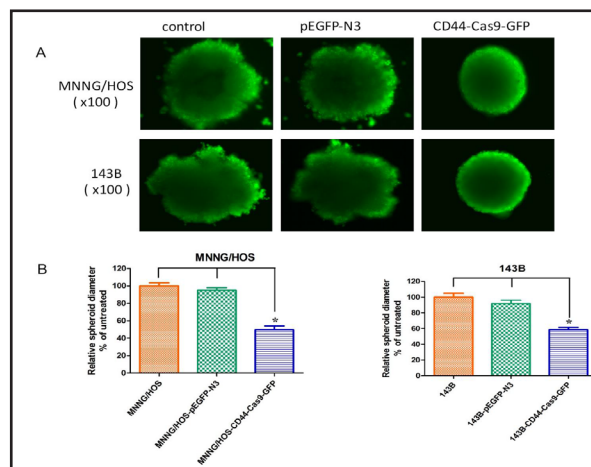 control pEGFP-N3 CD44-Cas9-GFP
A
MNNG/HOS
( x100 )
143B
( x100 )
B
MNNG/HOS
Relative spheroid diameter
% of untreated
120
100
80
60
40
20
0
*
MNNG/HOS
MNNG/HOS-pEGFP-N3
MNNG/HOS-CD44-Cas9-GFP
143B
Relative spheroid diameter
% of untreated
120
100
80
60
40
20
0
*
143B
143B-pEGFP-N3
143B-CD44-Cas9-GFP